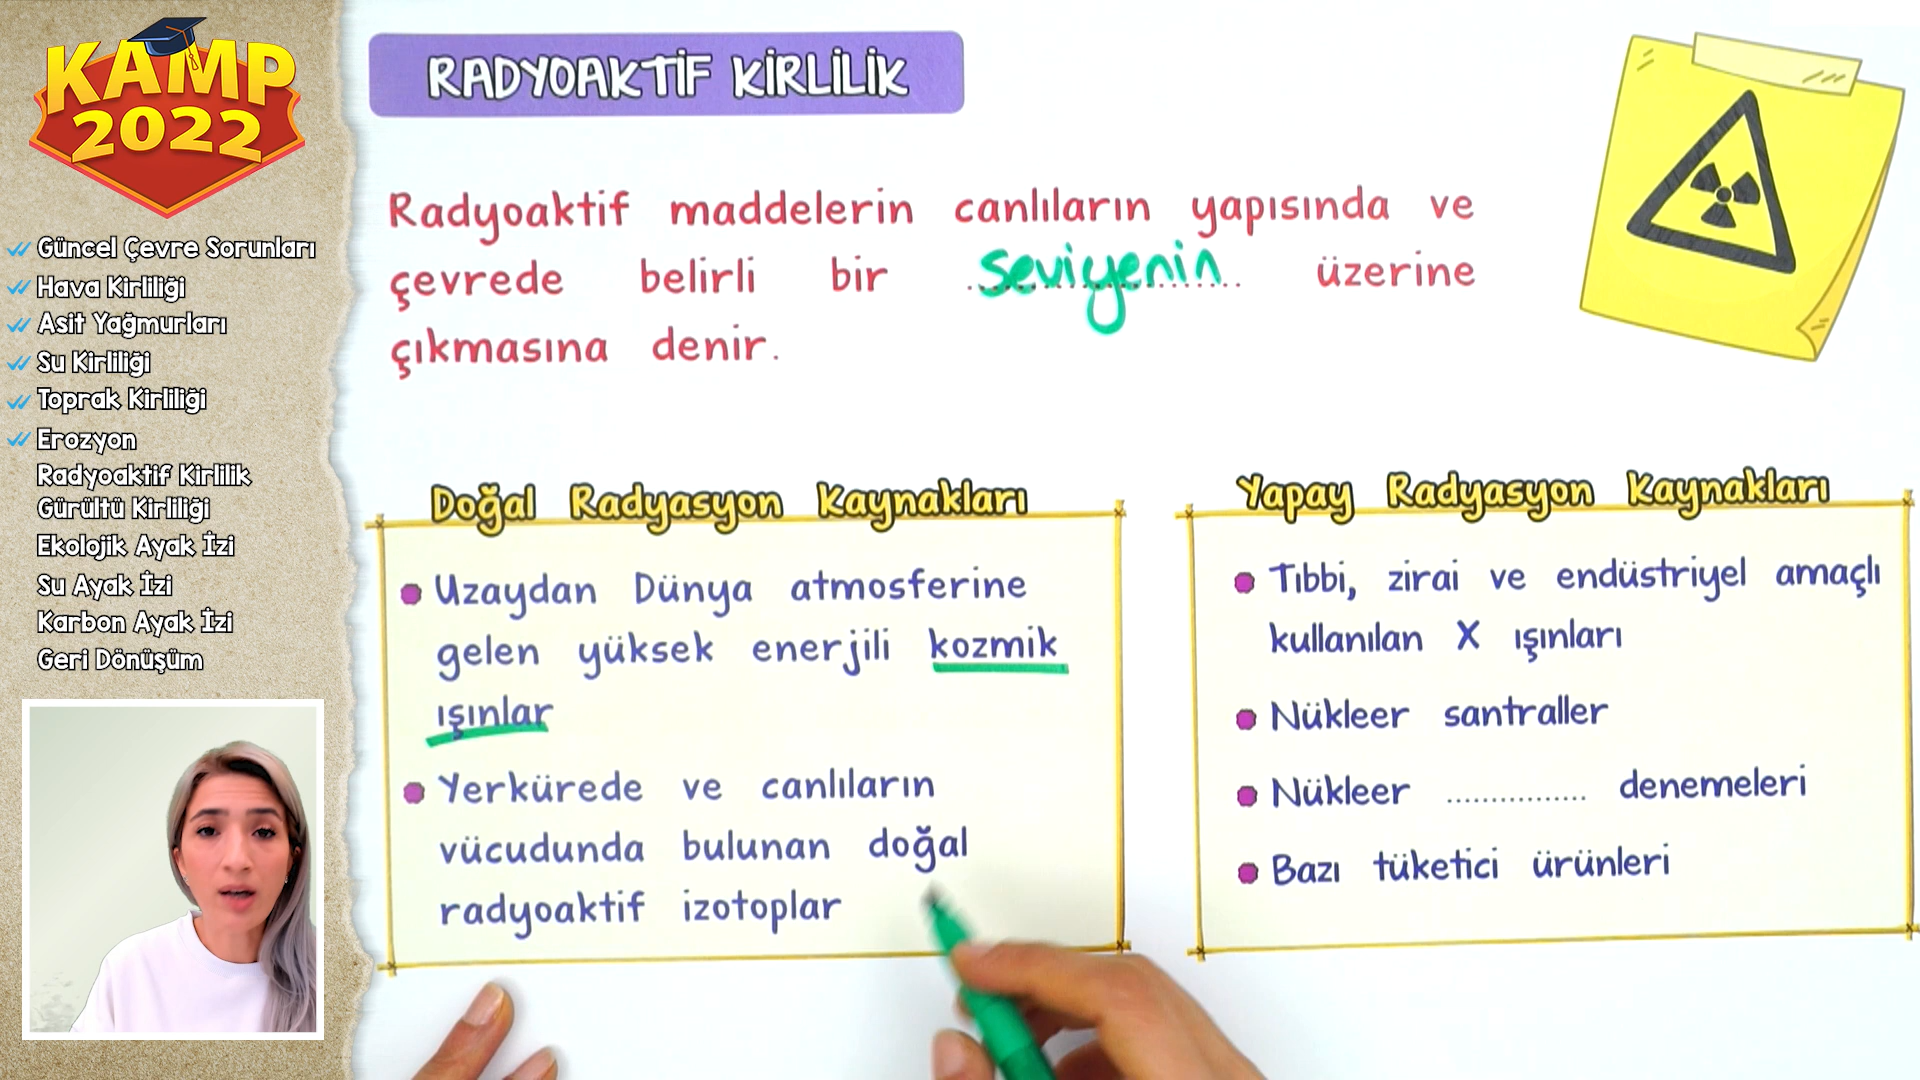 KAMP
2022
Güncel Çevre Sorunları
Hava Kirliliği
Asit Yağmurları
Su Kirliliği
Toprak Kirliliği
Erozyon
Radyoaktif Kirlilik
Gürültü Kirliliği
Ekolojik Ayak İzi
Su Ayak İzi
Karbon Ayak İzi
Geri Dönüşüm
RADYOAKTİF KİRLİLİK
Radyoaktif maddelerin canlıların yapısında ve
çevrede belirli bir seviyenin üzerine
çıkmasına denir.
Doğal Radyasyon Kaynakları
Uzaydan Dünya atmosferine
gelen yüksek enerjili kozmik
ışınlar
Yerkürede ve canlıların
vücudunda bulunan doğal
radyoaktif izotoplar
Yapay Radyasyon Kaynakları
Tıbbi, zirai ve endüstriyel amaçlı
kullanılan X ışınları
Nükleer santraller
Nükleer ................ denemeleri
Bazı tüketici ürünleri